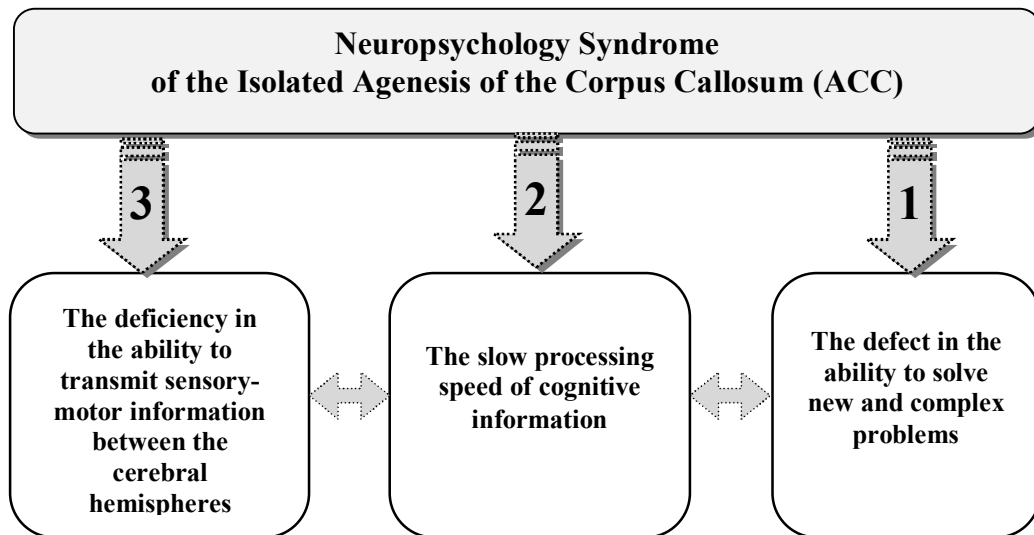 Neuropsychology Syndrome
of the Isolated Agenesis of the Corpus Callosum (ACC)
3
2
1
The deficiency in
the ability to
transmit sensory-
motor information
between the
cerebral
hemispheres
The slow processing
speed of cognitive
information
The defect in the
ability to solve
new and complex
problems